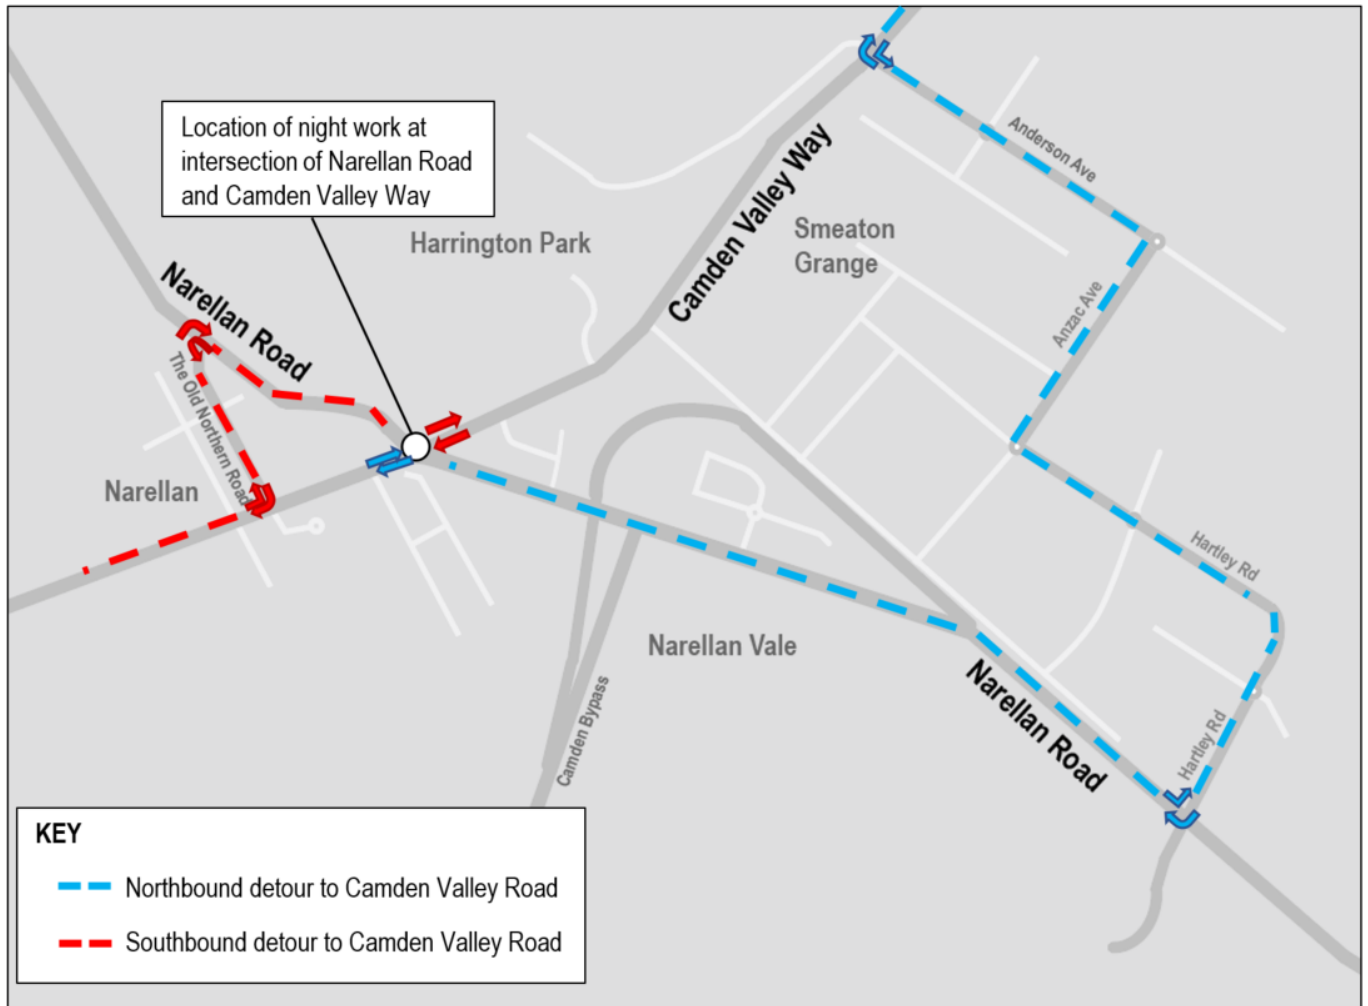 Location of night work at
intersection of Narellan Road
and Camden Valley Way
Harrington Park
Camden Valley Way
Smeaton
Grange
Anderson Ave
Anzac Ave
Narellan Road
The Old Northern Road
Narellan
Hartley Rd
Narellan Vale
Camden Bypass
Narellan Road
Hartley Rd
KEY
Northbound detour to Camden Valley Road
Southbound detour to Camden Valley Road